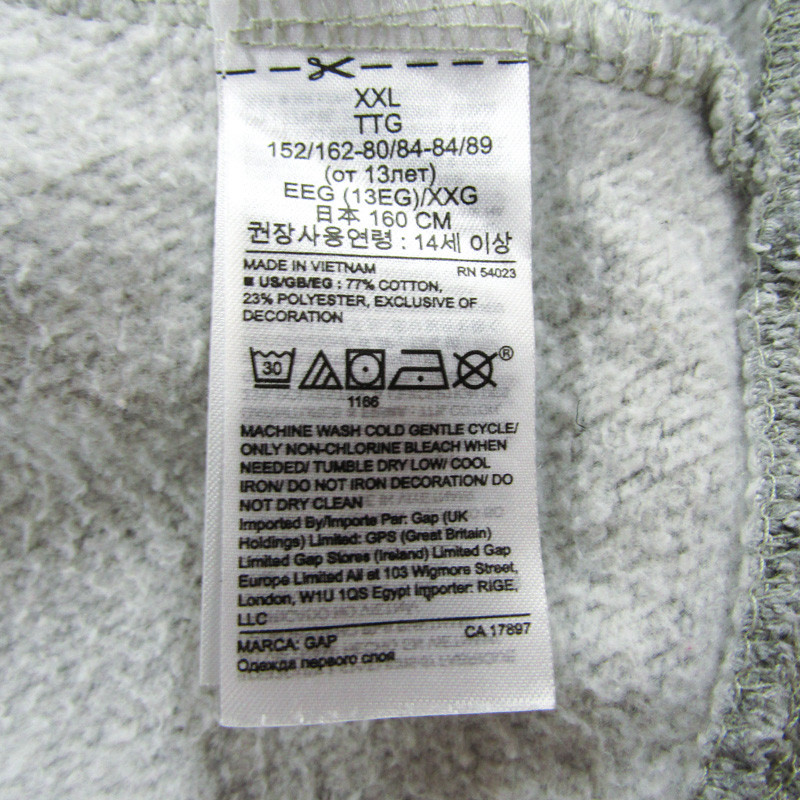 XXL
TTG
152/162-80/84-84/89
(от 13лет)
EEG (13EG)/XXG
日本 160 CM
권장사용연령 : 14세 이상
MADE IN VIETNAM RN 54023
■ US/GB/EG : 77% COTTON,
23% POLYESTER, EXCLUSIVE OF
DECORATION
30 ®
1166
MACHINE WASH COLD GENTLE CYCLE/
ONLY NON-CHLORINE BLEACH WHEN
NEEDED/ TUMBLE DRY LOW/ COOL
IRON/ DO NOT IRON DECORATION/ DO
NOT DRY CLEAN
Imported By/Importe Par: Gap (UK
Holdings) Limited: GPS (Great Britain)
Limited Gap Stores (Ireland) Limited Gap
Europe Limited All at 103 Wigmore Street,
London, W1U 1QS Egypt Importer: RIGE,
LLC
MARCA: GAP CA 17897
Одежда первого слоя